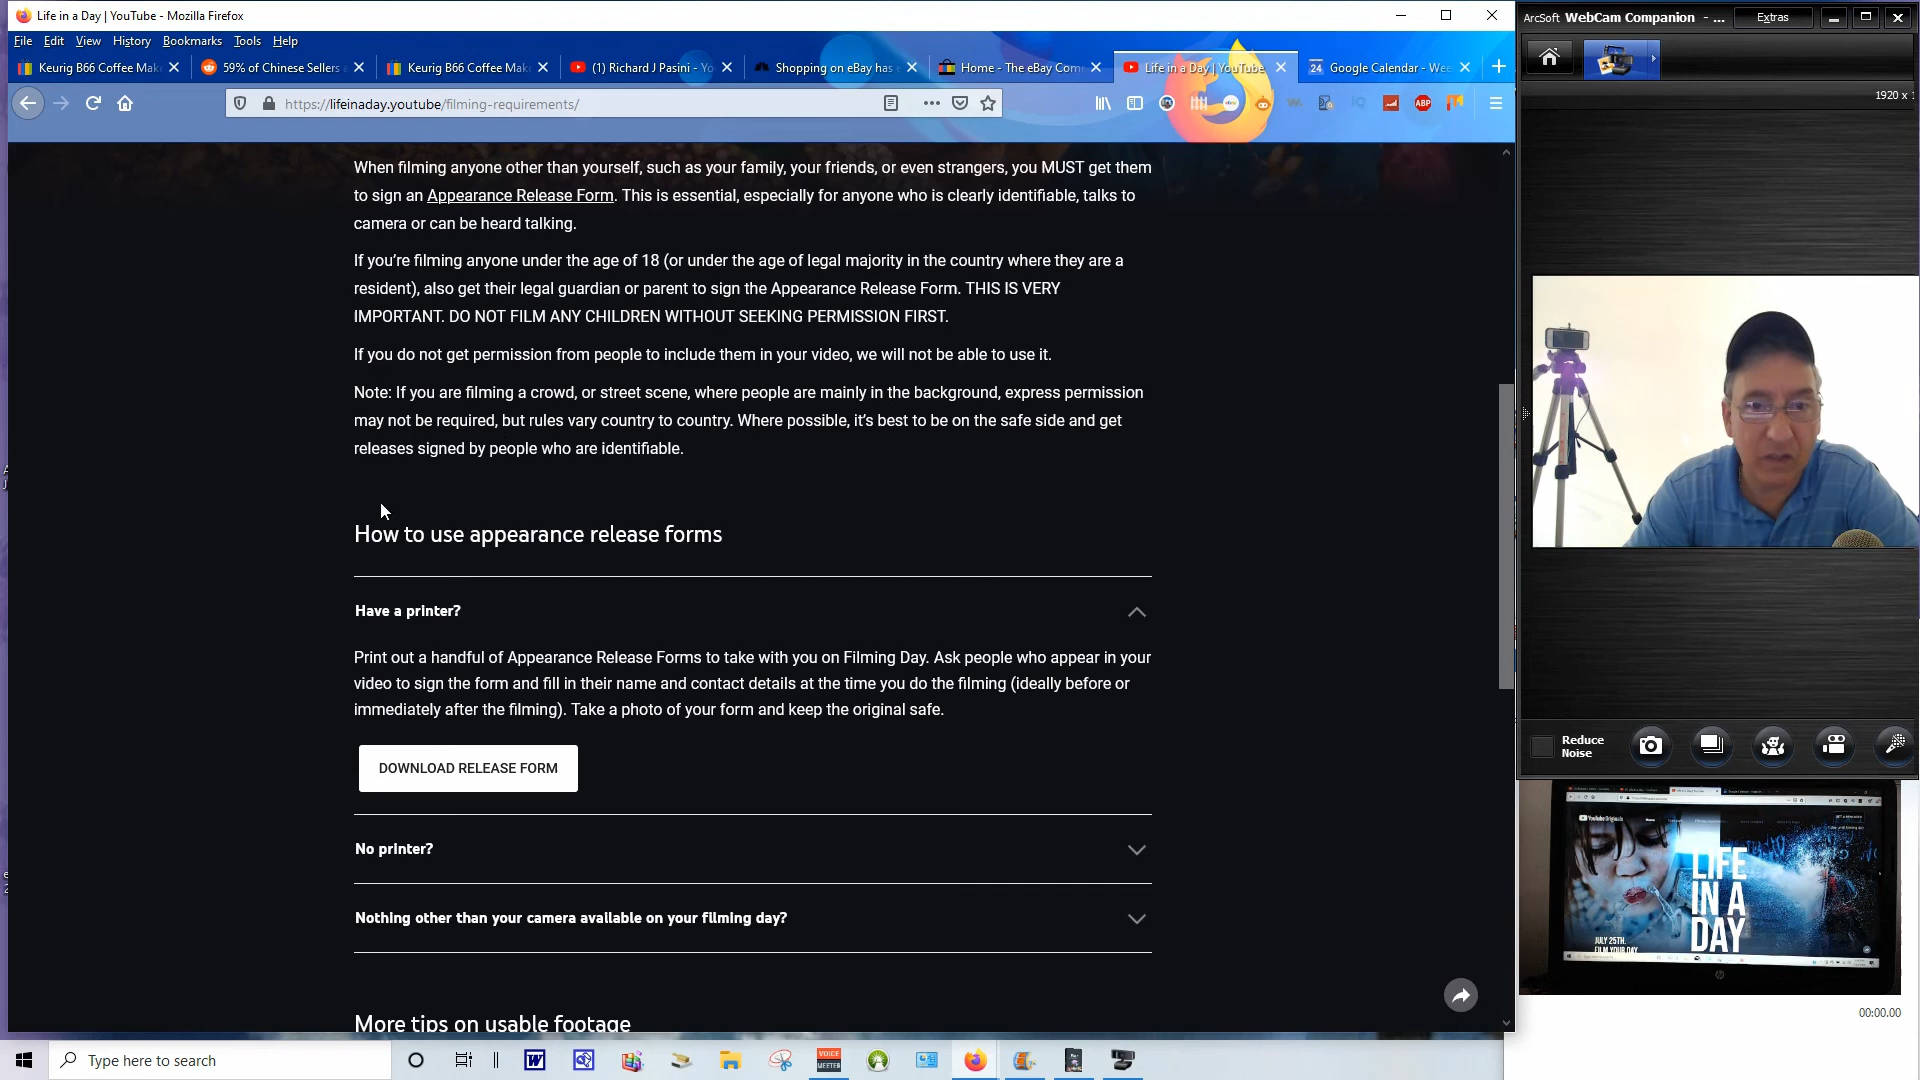 Life in a Day | YouTube - Mozilla Firefox
File Edit View History Bookmarks Tools Help
Keurig B66 Coffee Mak
59% of Chinese Sellers a
Keurig B66 Coffee Mak
(1) Richard J Pasini - Yo
Shopping on eBay has
Home - The eBay Com
Life in a Day | YouTube
24 Google Calendar - Wee
https://lifeinaday.youtube/filming-requirements/
ABP
When filming anyone other than yourself, such as your family, your friends, or even strangers, you MUST get them
to sign an Appearance Release Form. This is essential, especially for anyone who is clearly identifiable, talks to
camera or can be heard talking.
If you’re filming anyone under the age of 18 (or under the age of legal majority in the country where they are a
resident), also get their legal guardian or parent to sign the Appearance Release Form. THIS IS VERY
IMPORTANT. DO NOT FILM ANY CHILDREN WITHOUT SEEKING PERMISSION FIRST.
If you do not get permission from people to include them in your video, we will not be able to use it.
Note: If you are filming a crowd, or street scene, where people are mainly in the background, express permission
may not be required, but rules vary country to country. Where possible, it’s best to be on the safe side and get
releases signed by people who are identifiable.
How to use appearance release forms
Have a printer?
Print out a handful of Appearance Release Forms to take with you on Filming Day. Ask people who appear in your
video to sign the form and fill in their name and contact details at the time you do the filming (ideally before or
immediately after the filming). Take a photo of your form and keep the original safe.
DOWNLOAD RELEASE FORM
No printer?
Nothing other than your camera available on your filming day?
More tips on usable footage
ArcSoft WebCam Companion - ...
Extras
1920 x 1
Reduce
Noise
YouTube Originals
LIFE
IN A
DAY
JULY 25TH.
FILM YOUR DAY.
00:00.00
Type here to search
W
VOICE
MEETER